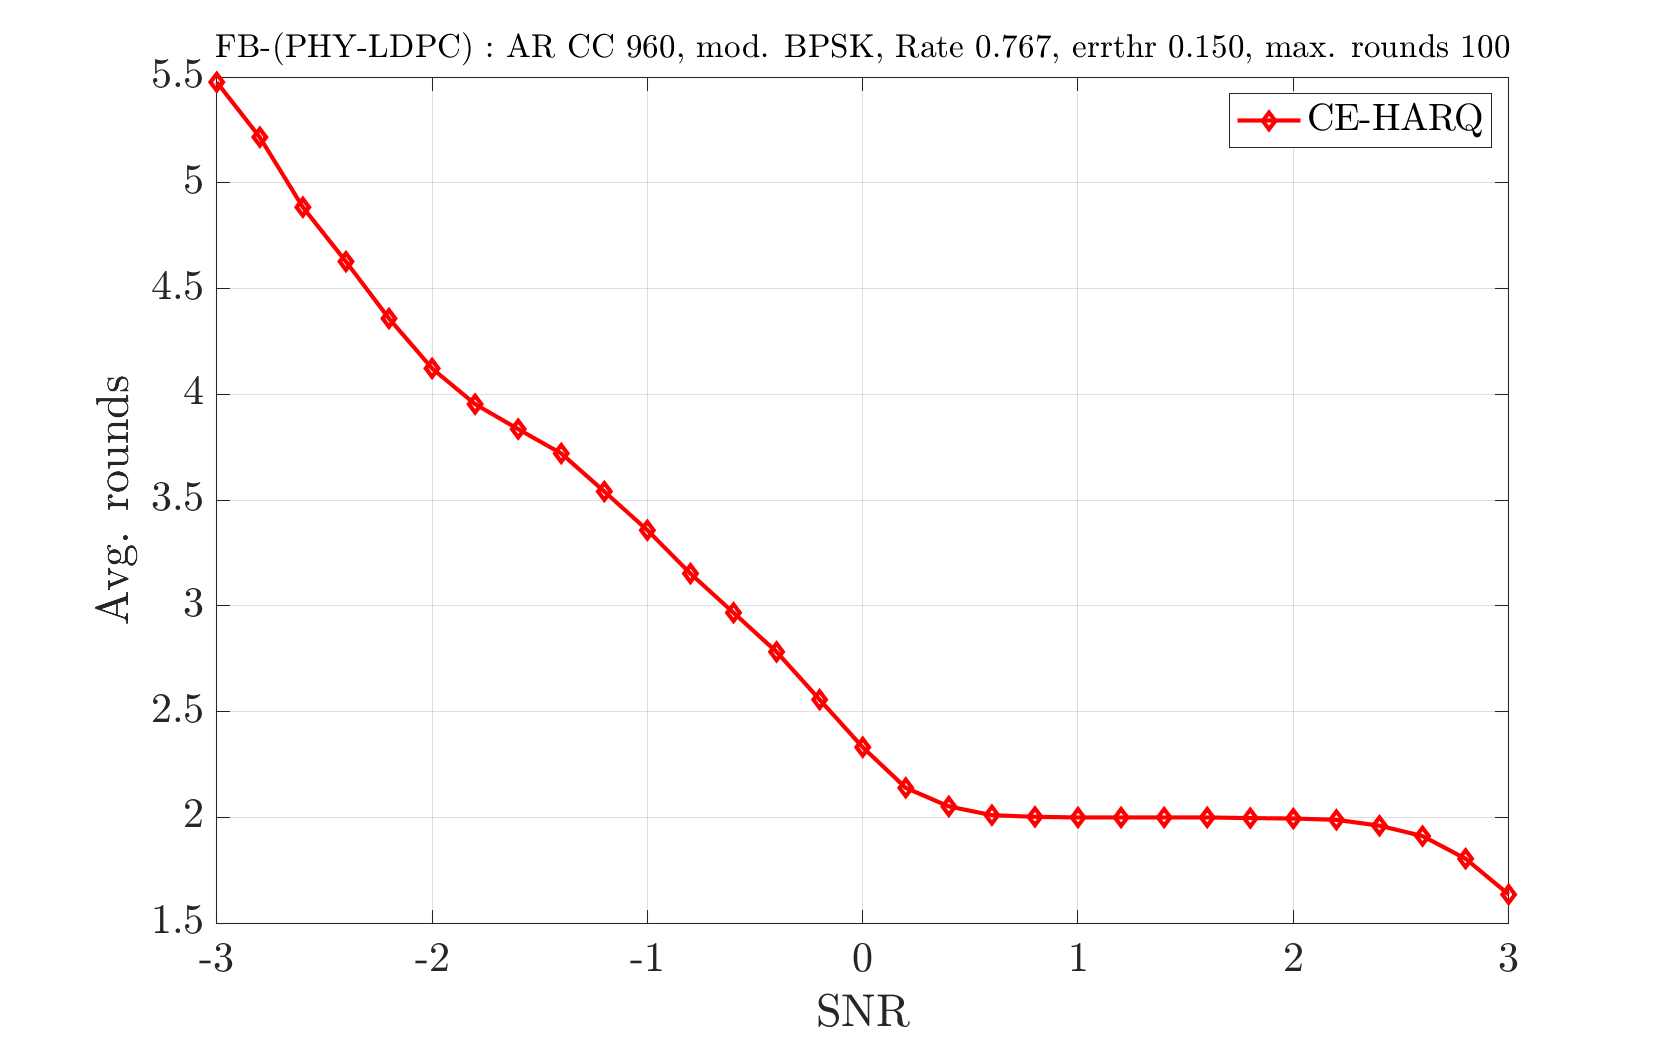 FB-(PHY-LDPC) : AR CC 960, mod. BPSK, Rate 0.767, errthr 0.150, max. rounds 100
CE-HARQ
5.5
5
4.5
4
3.5
3
2.5
2
1.5
Avg. rounds
-3 -2 -1 0 1 2 3
SNR